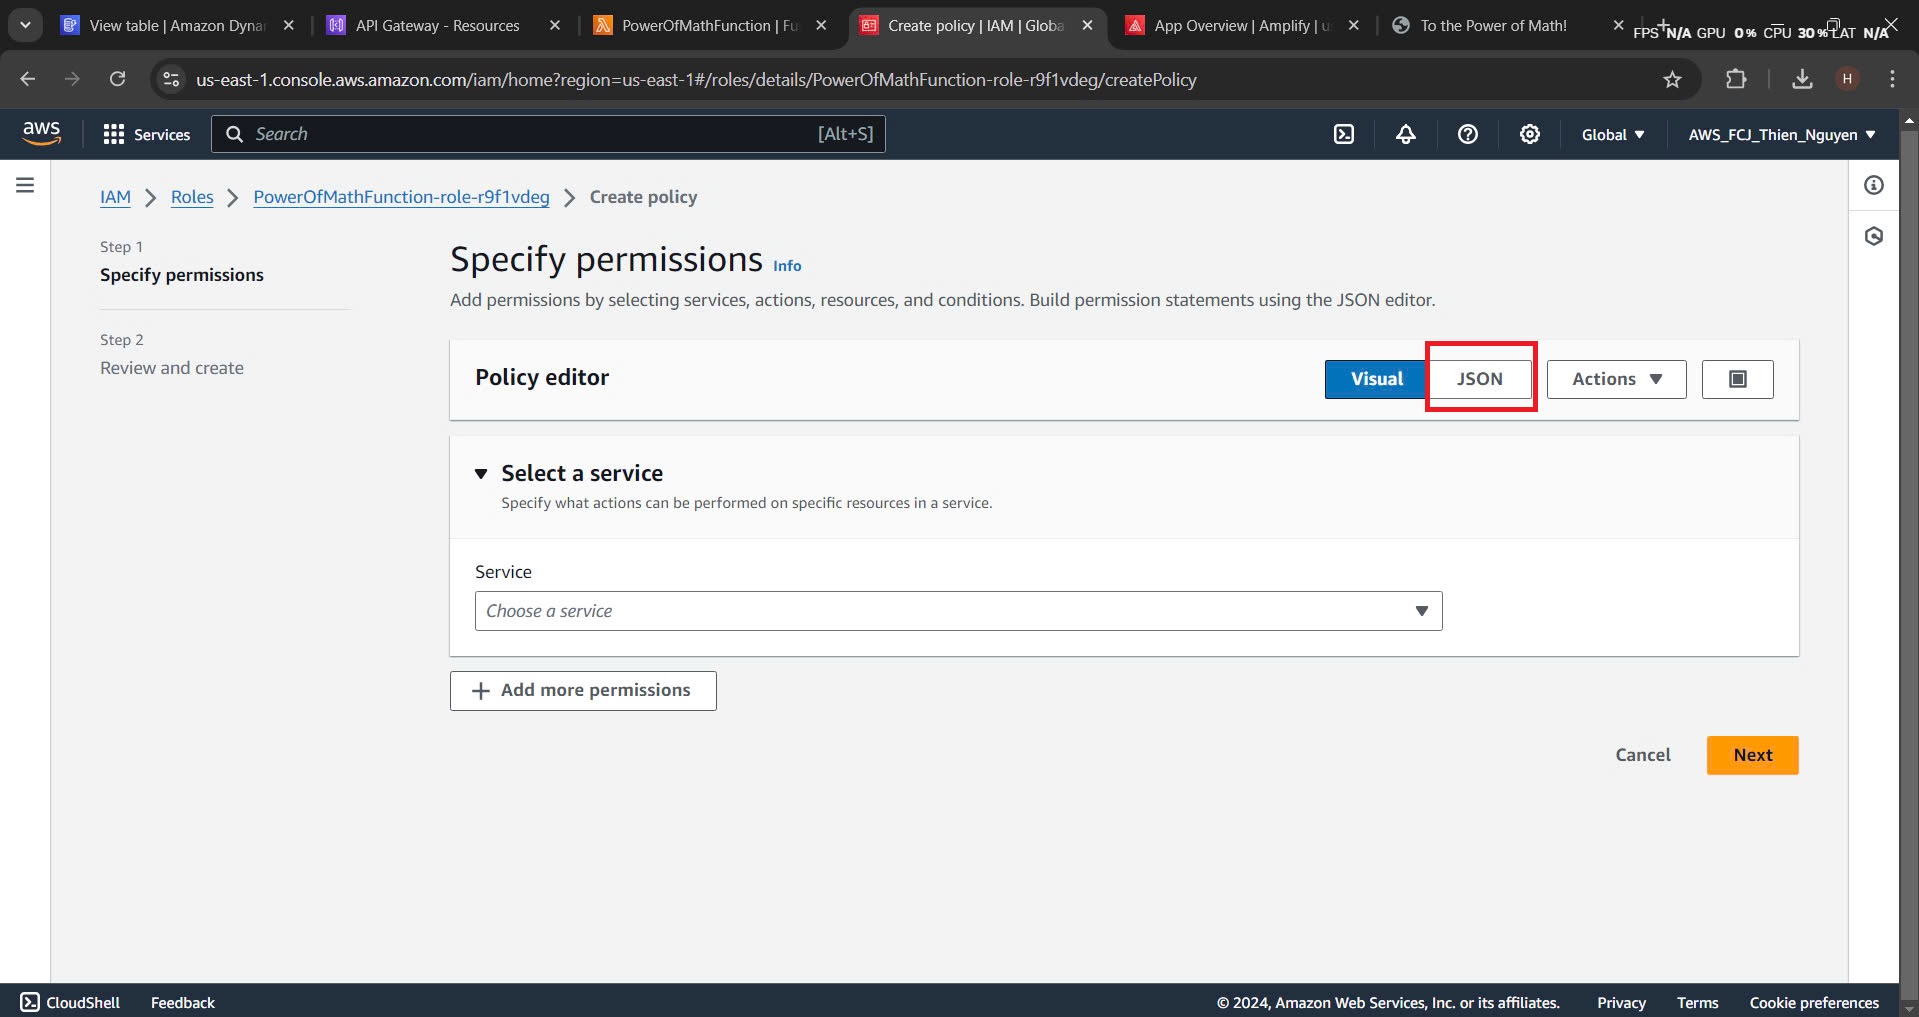 View table | Amazon Dyna
API Gateway - Resources
PowerOfMathFunction | Fu
Create policy | IAM | Globa
App Overview | Amplify | u
To the Power of Math!
FPS N/A GPU 0% CPU 30% LAT N/A
us-east-1.console.aws.amazon.com/iam/home?region=us-east-1#/roles/details/PowerOfMathFunction-role-r9f1vdeg/createPolicy
H
aws
Services
Search
[Alt+S]
Global
AWS_FCJ_Thien_Nguyen
IAM
Roles
PowerOfMathFunction-role-r9f1vdeg
Create policy
Step 1
Specify permissions
Step 2
Review and create
Specify permissions Info
Add permissions by selecting services, actions, resources, and conditions. Build permission statements using the JSON editor.
Policy editor
Visual
JSON
Actions
Select a service
Specify what actions can be performed on specific resources in a service.
Service
Choose a service
Add more permissions
Cancel
Next
CloudShell
Feedback
© 2024, Amazon Web Services, Inc. or its affiliates.
Privacy
Terms
Cookie preferences